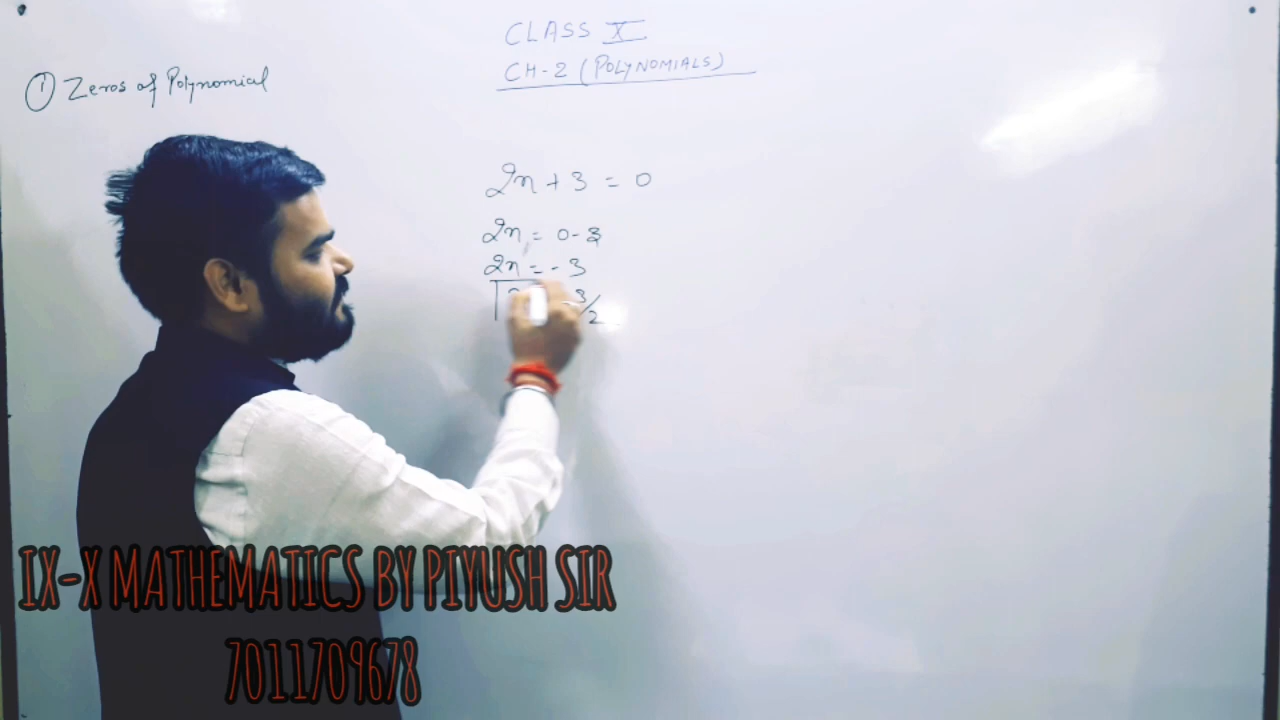 CLASS X
CH-2 (POLYNOMIALS)
① Zeros of Polynomial
2x + 3 = 0
2x = 0-3
2x = - 3
3/2
IX-X MATHEMATICS BY PIYUSH SIR
7011709678